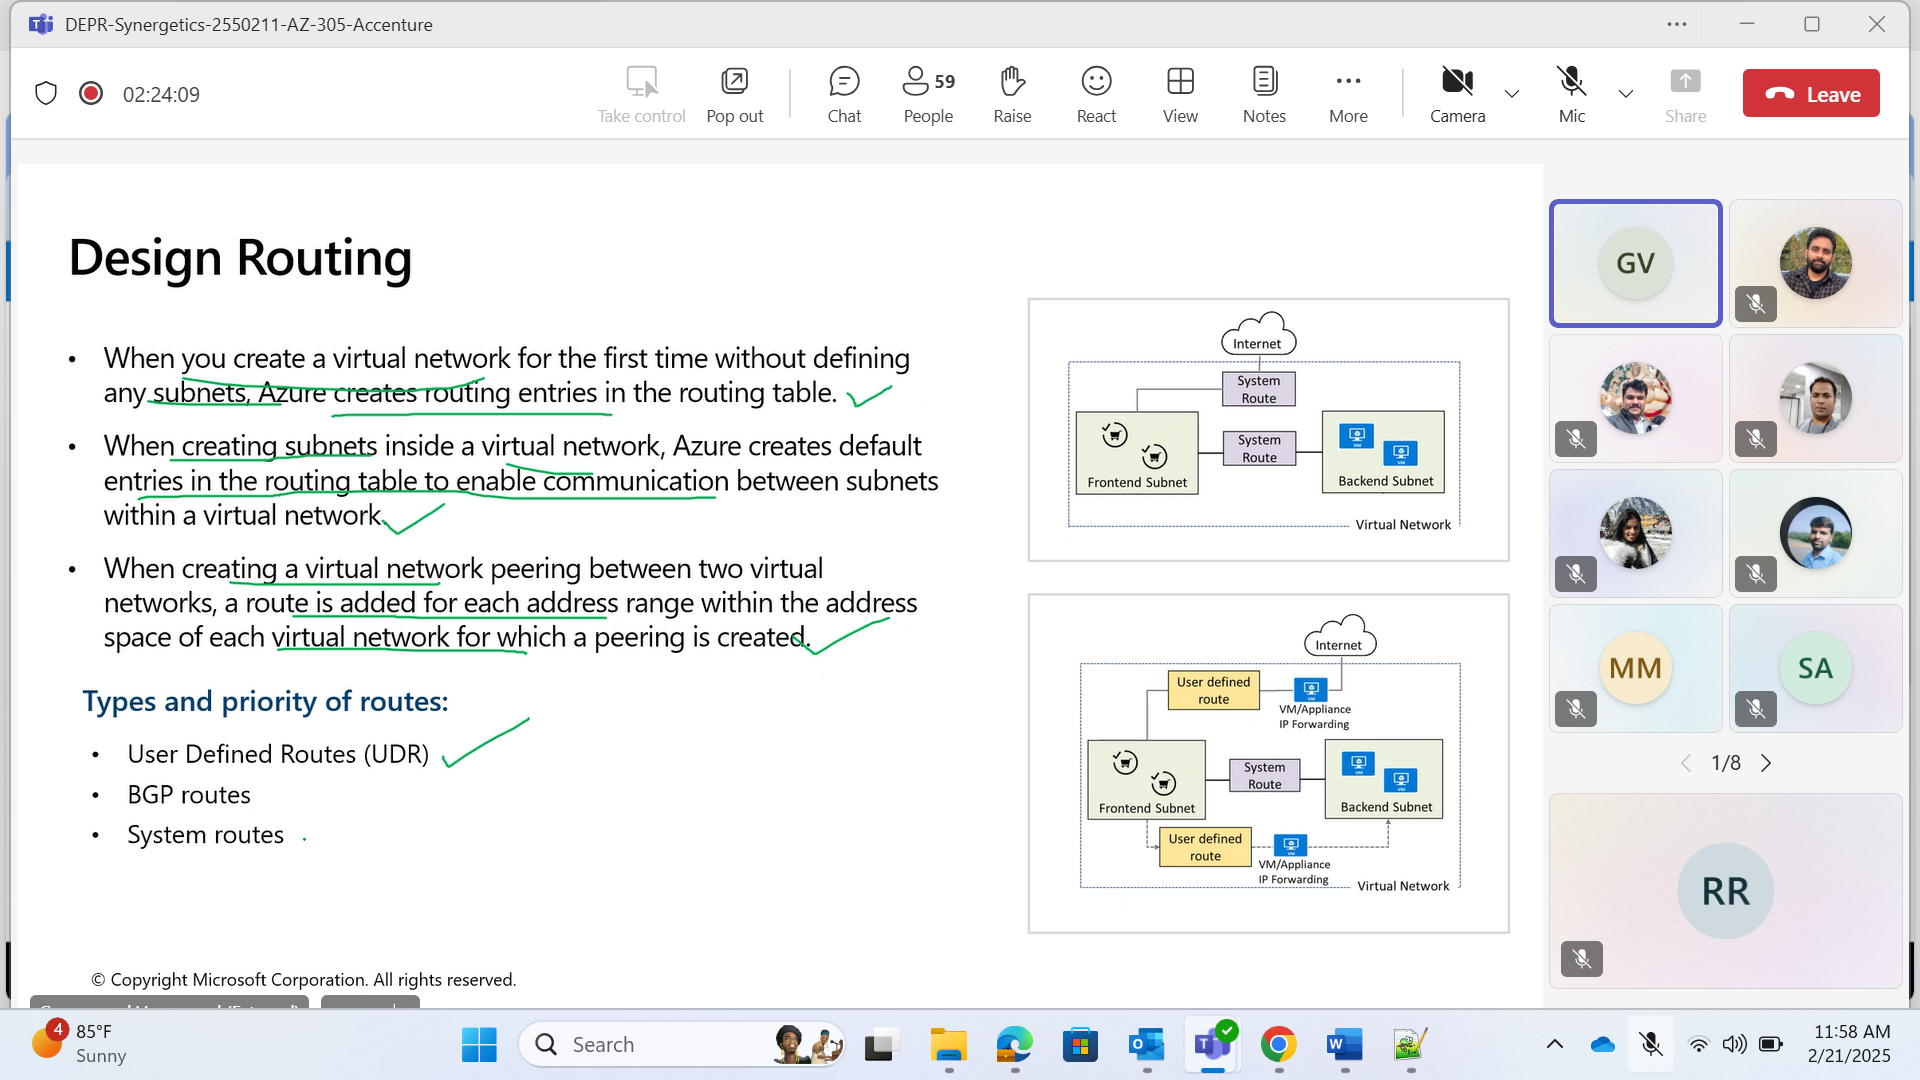 DEPR-Synergetics-2550211-AZ-305-Accenture
02:24:09
Take control
Pop out
Chat
59
People
Raise
React
View
Notes
More
Camera
Mic
Share
Leave
Design Routing
• When you create a virtual network for the first time without defining
any subnets, Azure creates routing entries in the routing table.
• When creating subnets inside a virtual network, Azure creates default
entries in the routing table to enable communication between subnets
within a virtual network.
• When creating a virtual network peering between two virtual
networks, a route is added for each address range within the address
space of each virtual network for which a peering is created.
Types and priority of routes:
• User Defined Routes (UDR)
• BGP routes
• System routes
© Copyright Microsoft Corporation. All rights reserved.
Internet
System
Route
System
Route
Frontend Subnet
Backend Subnet
Virtual Network
Internet
User defined
route
VM/Appliance
IP Forwarding
System
Route
Frontend Subnet
Backend Subnet
User defined
route
VM/Appliance
IP Forwarding
Virtual Network
GV
MM
SA
1/8
RR
4
85°F
Sunny
Search
11:58 AM
2/21/2025